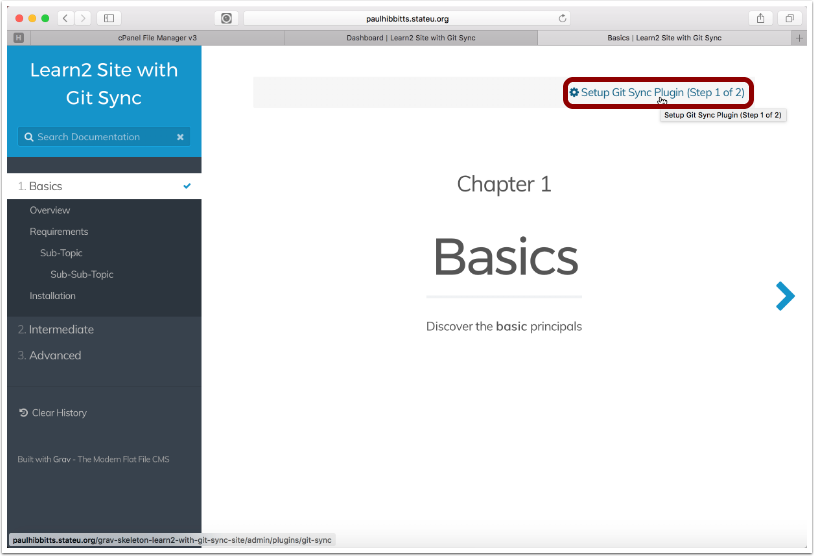 paulhibbitts.stateu.org
H
cPanel File Manager v3
Dashboard | Learn2 Site with Git Sync
Basics | Learn2 Site with Git Sync
+
Learn2 Site with
Git Sync
Search Documentation
Setup Git Sync Plugin (Step 1 of 2)
Setup Git Sync Plugin (Step 1 of 2)
1. Basics
Overview
Requirements
Sub-Topic
Sub-Sub-Topic
Installation
2. Intermediate
3. Advanced
Clear History
Built with Grav - The Modern Flat File CMS
Chapter 1
Basics
Discover the basic principals
paulhibbitts.stateu.org/grav-skeleton-learn2-with-git-sync-site/admin/plugins/git-sync